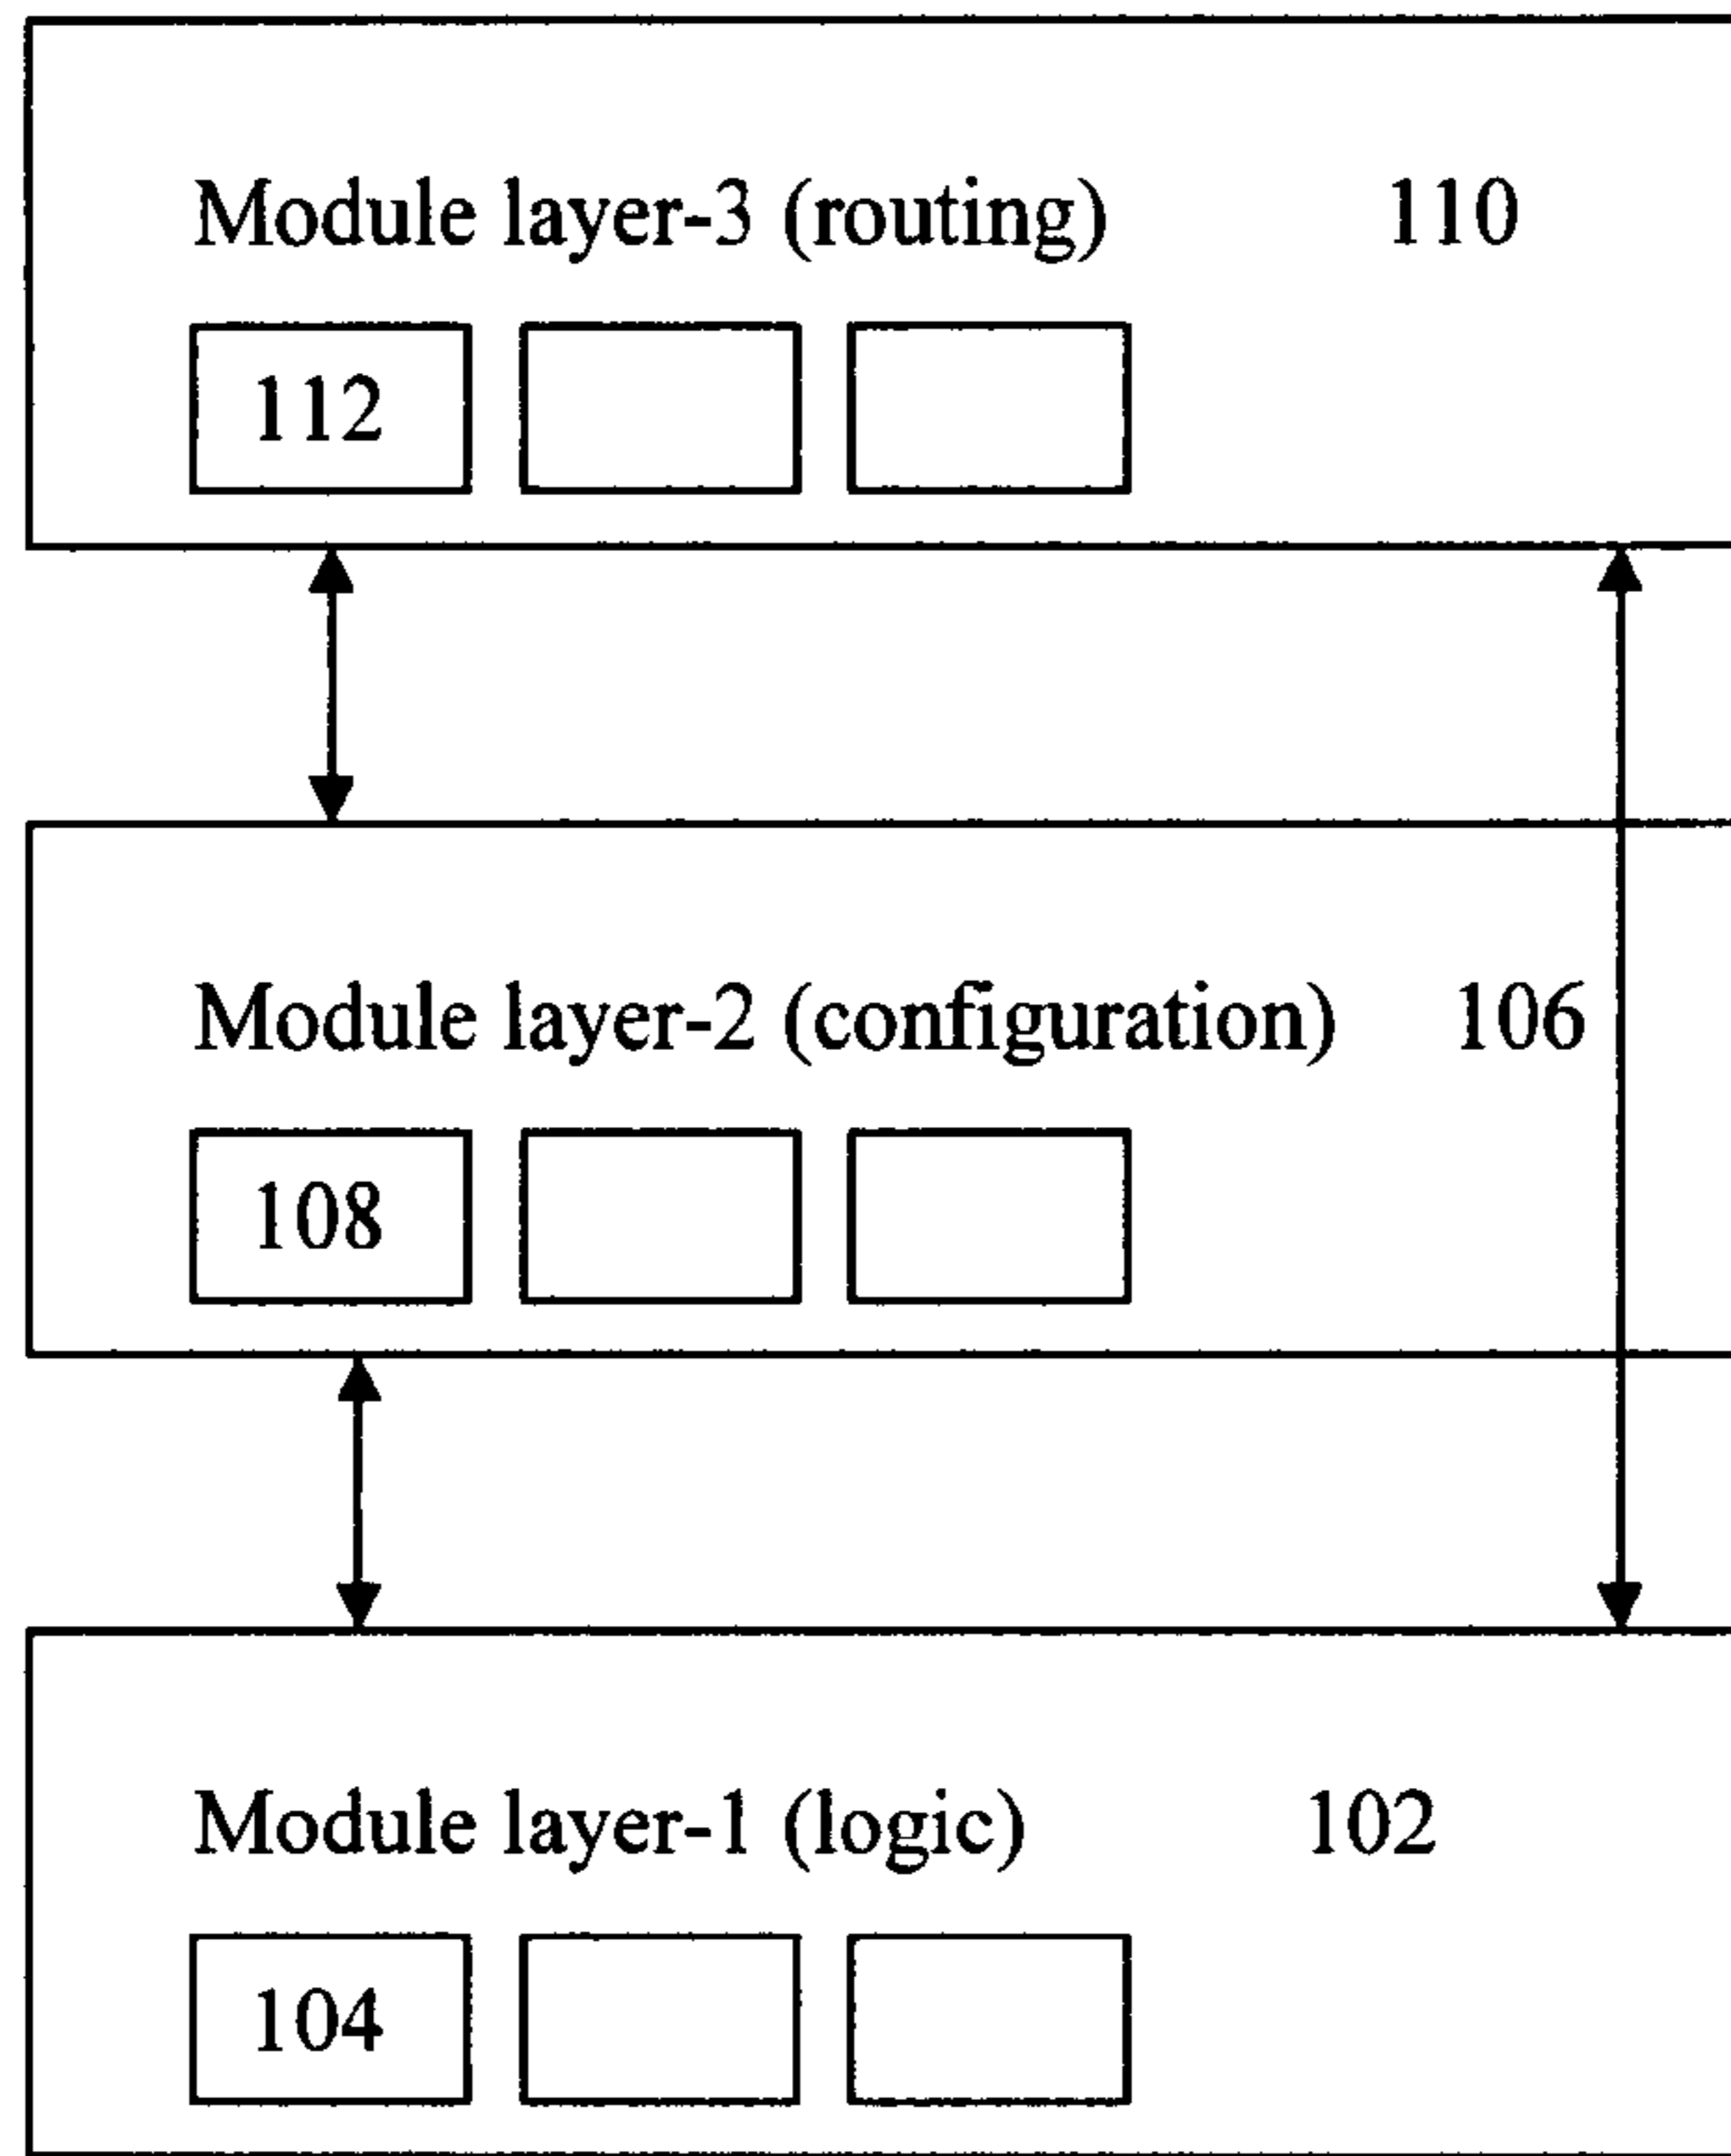 Module layer-3 (routing) 110
112
Module layer-2 (configuration) 106
108
Module layer-1 (logic) 102
104